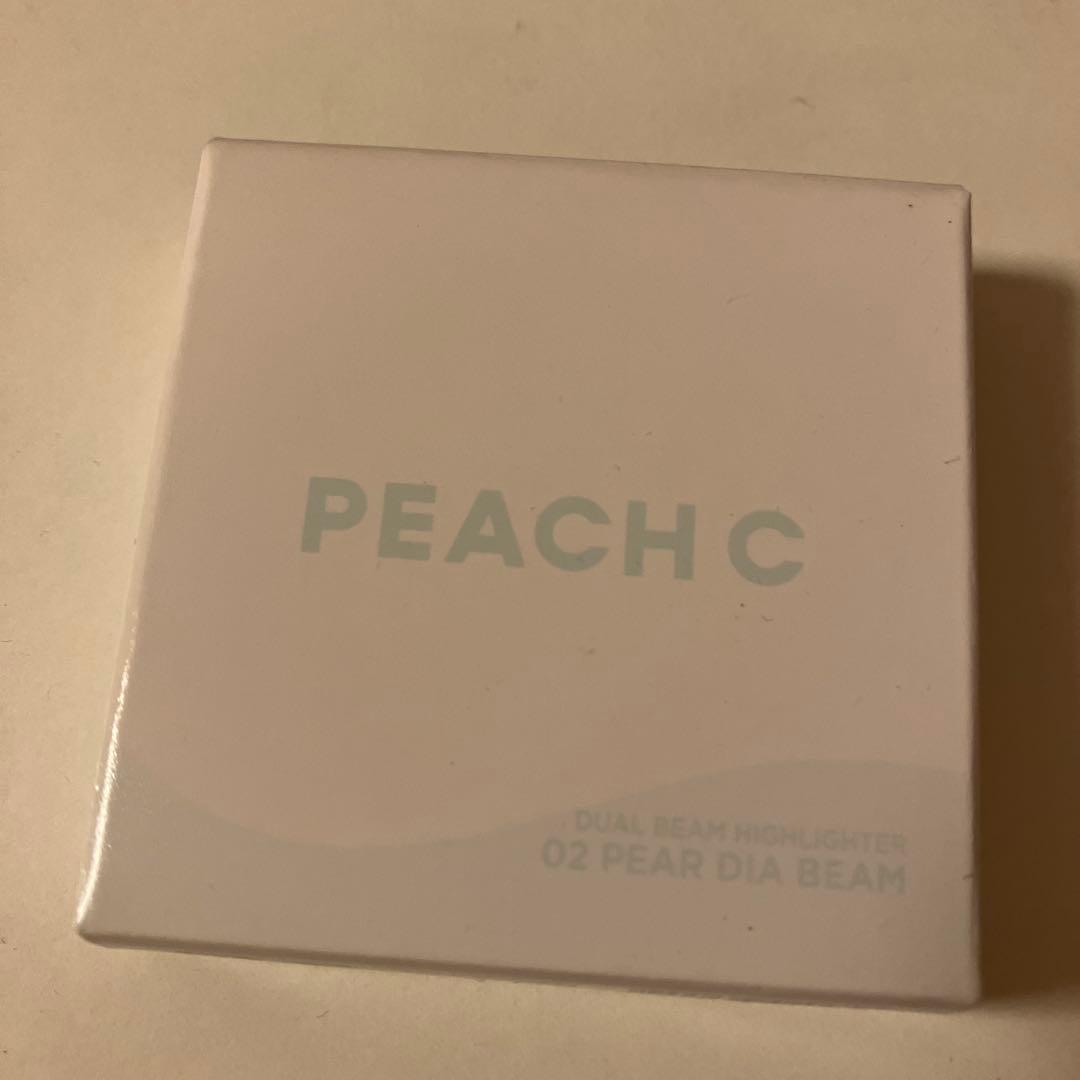 PEACH C
DUAL BEAM HIGHLIGHTER
02 PEAR DIA BEAM